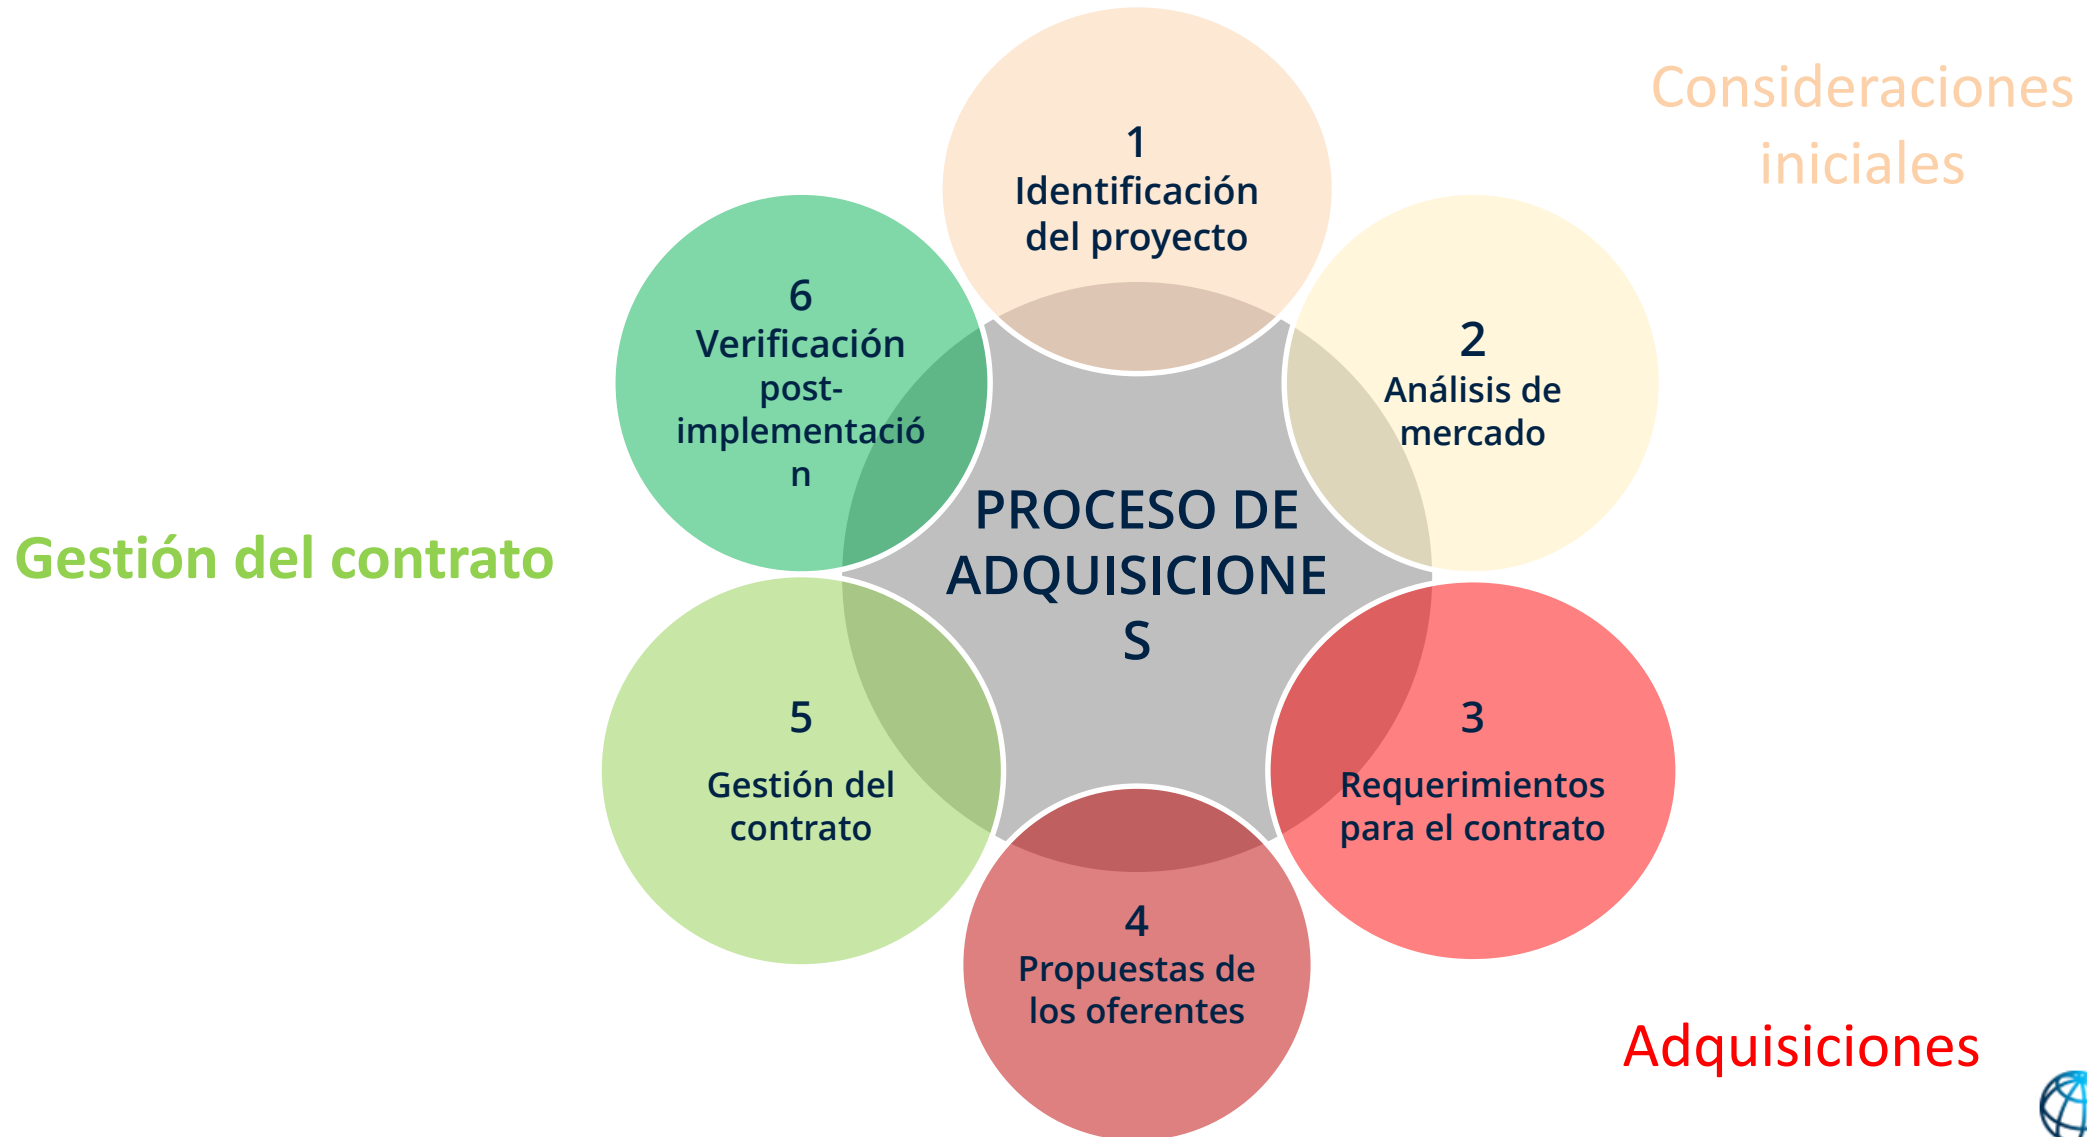 Consideraciones
iniciales
1
Identificación
del proyecto
2
Análisis de
mercado
3
Requerimientos
para el contrato
4
Propuestas de
los oferentes
5
Gestión del
contrato
6
Verificación
post-
implementació
n
PROCESO DE
ADQUISICIONE
S
Gestión del contrato
Adquisiciones